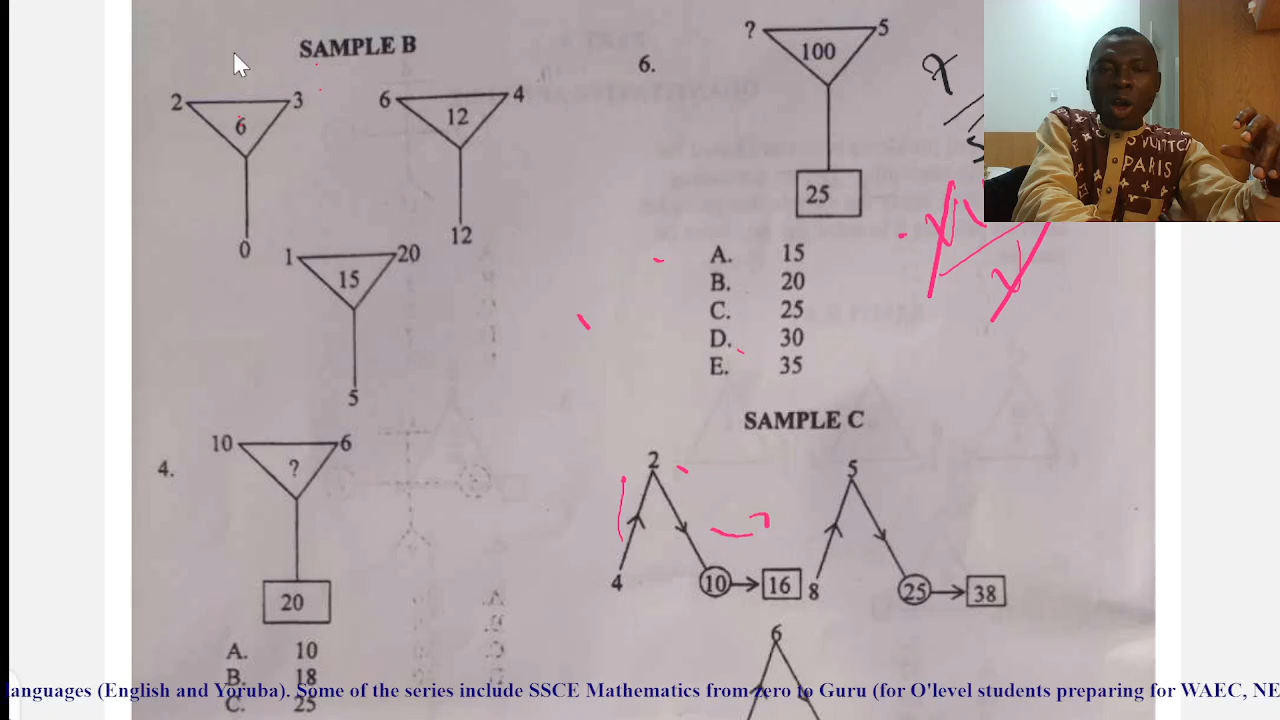 SAMPLE B
2 3
6
0
6 4
12
12
1 20
15
5
4.
10 6
?
20
A. 10
B. 18
C. 25
6.
? 5
100
25
A. 15
B. 20
C. 25
D. 30
E. 35
SAMPLE C
2
4 10 16
5
8 25 38
6
VUITTON
PARIS
languages (English and Yoruba). Some of the series include SSCE Mathematics from zero to Guru (for O'level students preparing for WAEC, NE